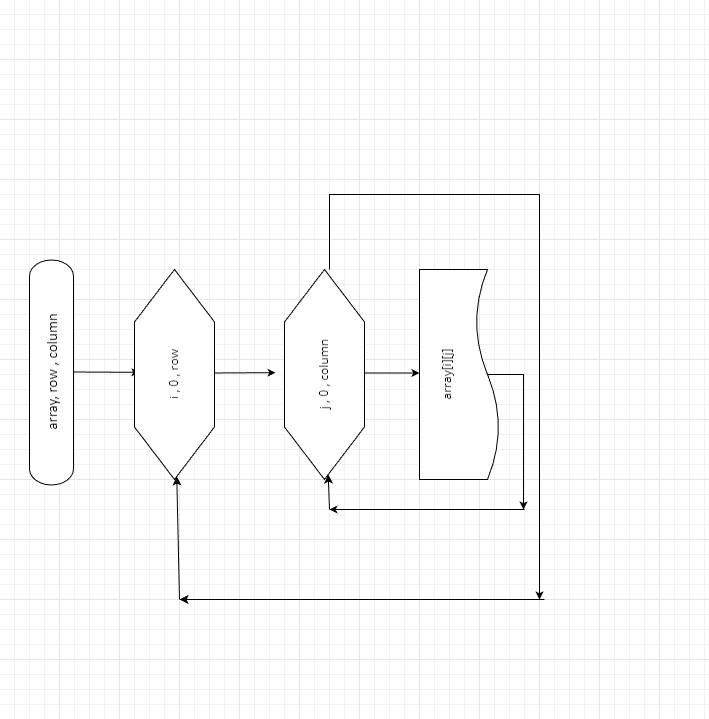 array, row , column
i , 0 , row
j , 0 , column
array[i][j]